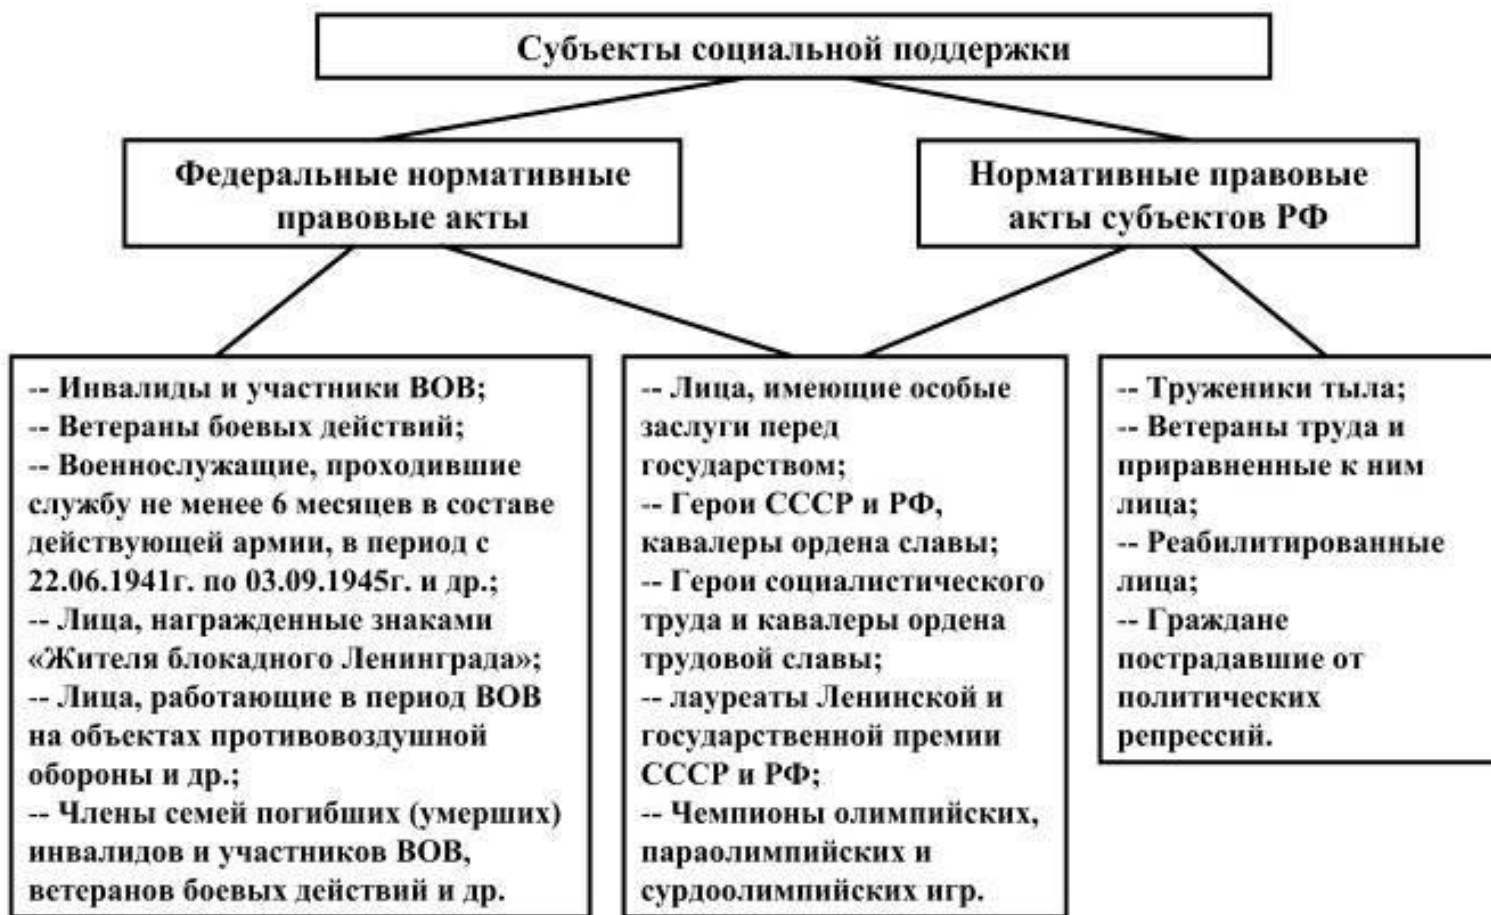 Субъекты социальной поддержки
Федеральные нормативные
правовые акты
Нормативные правовые
акты субъектов РФ
-- Инвалиды и участники ВОВ;
-- Ветераны боевых действий;
-- Военнослужащие, проходившие
службу не менее 6 месяцев в составе
действующей армии, в период с
22.06.1941г. по 03.09.1945г. и др.;
-- Лица, награжденные знаками
«Жителя блокадного Ленинграда»;
-- Лица, работающие в период ВОВ
на объектах противовоздушной
обороны и др.;
-- Члены семей погибших (умерших)
инвалидов и участников ВОВ,
ветеранов боевых действий и др.
-- Лица, имеющие особые
заслуги перед
государством;
-- Герои СССР и РФ,
кавалеры ордена славы;
-- Герои социалистического
труда и кавалеры ордена
трудовой славы;
-- лауреаты Ленинской и
государственной премии
СССР и РФ;
-- Чемпионы олимпийских,
параолимпийских и
сурдоолимпийских игр.
-- Труженики тыла;
-- Ветераны труда и
приравненные к ним
лица;
-- Реабилитированные
лица;
-- Граждане
пострадавшие от
политических
репрессий.